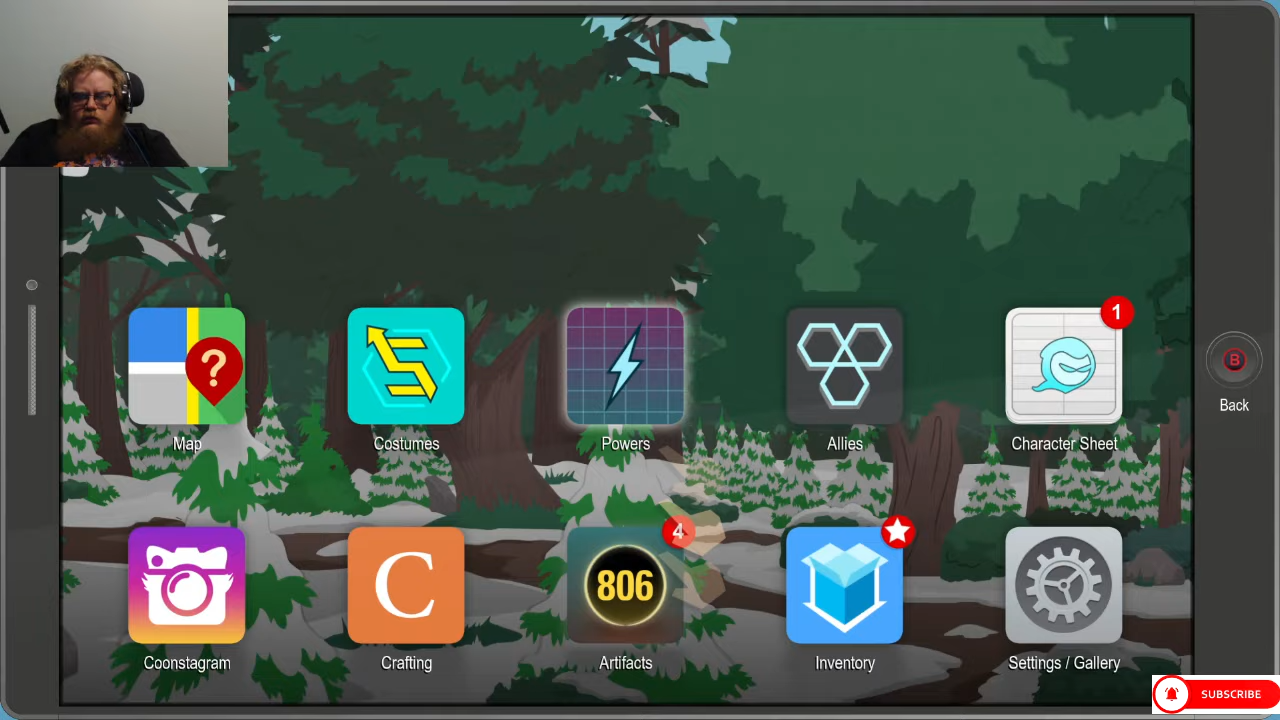 1
?
B
Back
Map
Costumes
Powers
Allies
Character Sheet
4
C
806
Coonstagram
Crafting
Artifacts
Inventory
Settings / Gallery
SUBSCRIBE